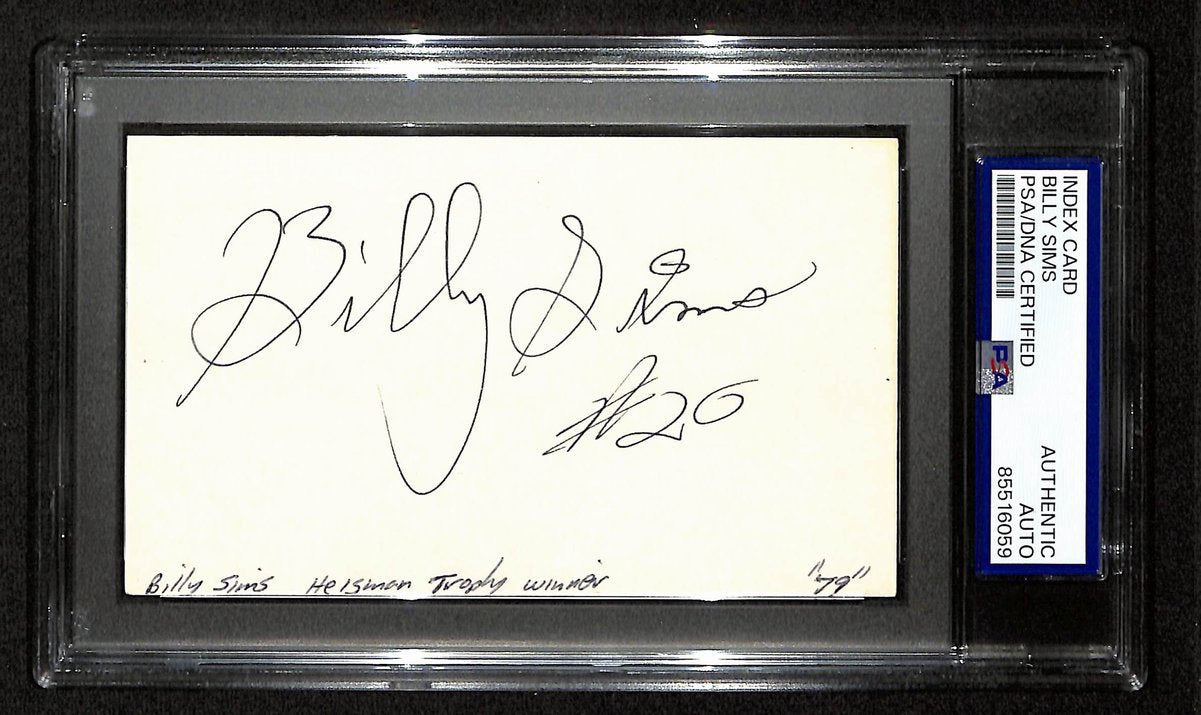 Billy Sims
#20
Billy Sims Heisman Trophy winner "79"
INDEX CARD
BILLY SIMS
PSA/DNA CERTIFIED
PSA
AUTHENTIC
AUTO
85516059